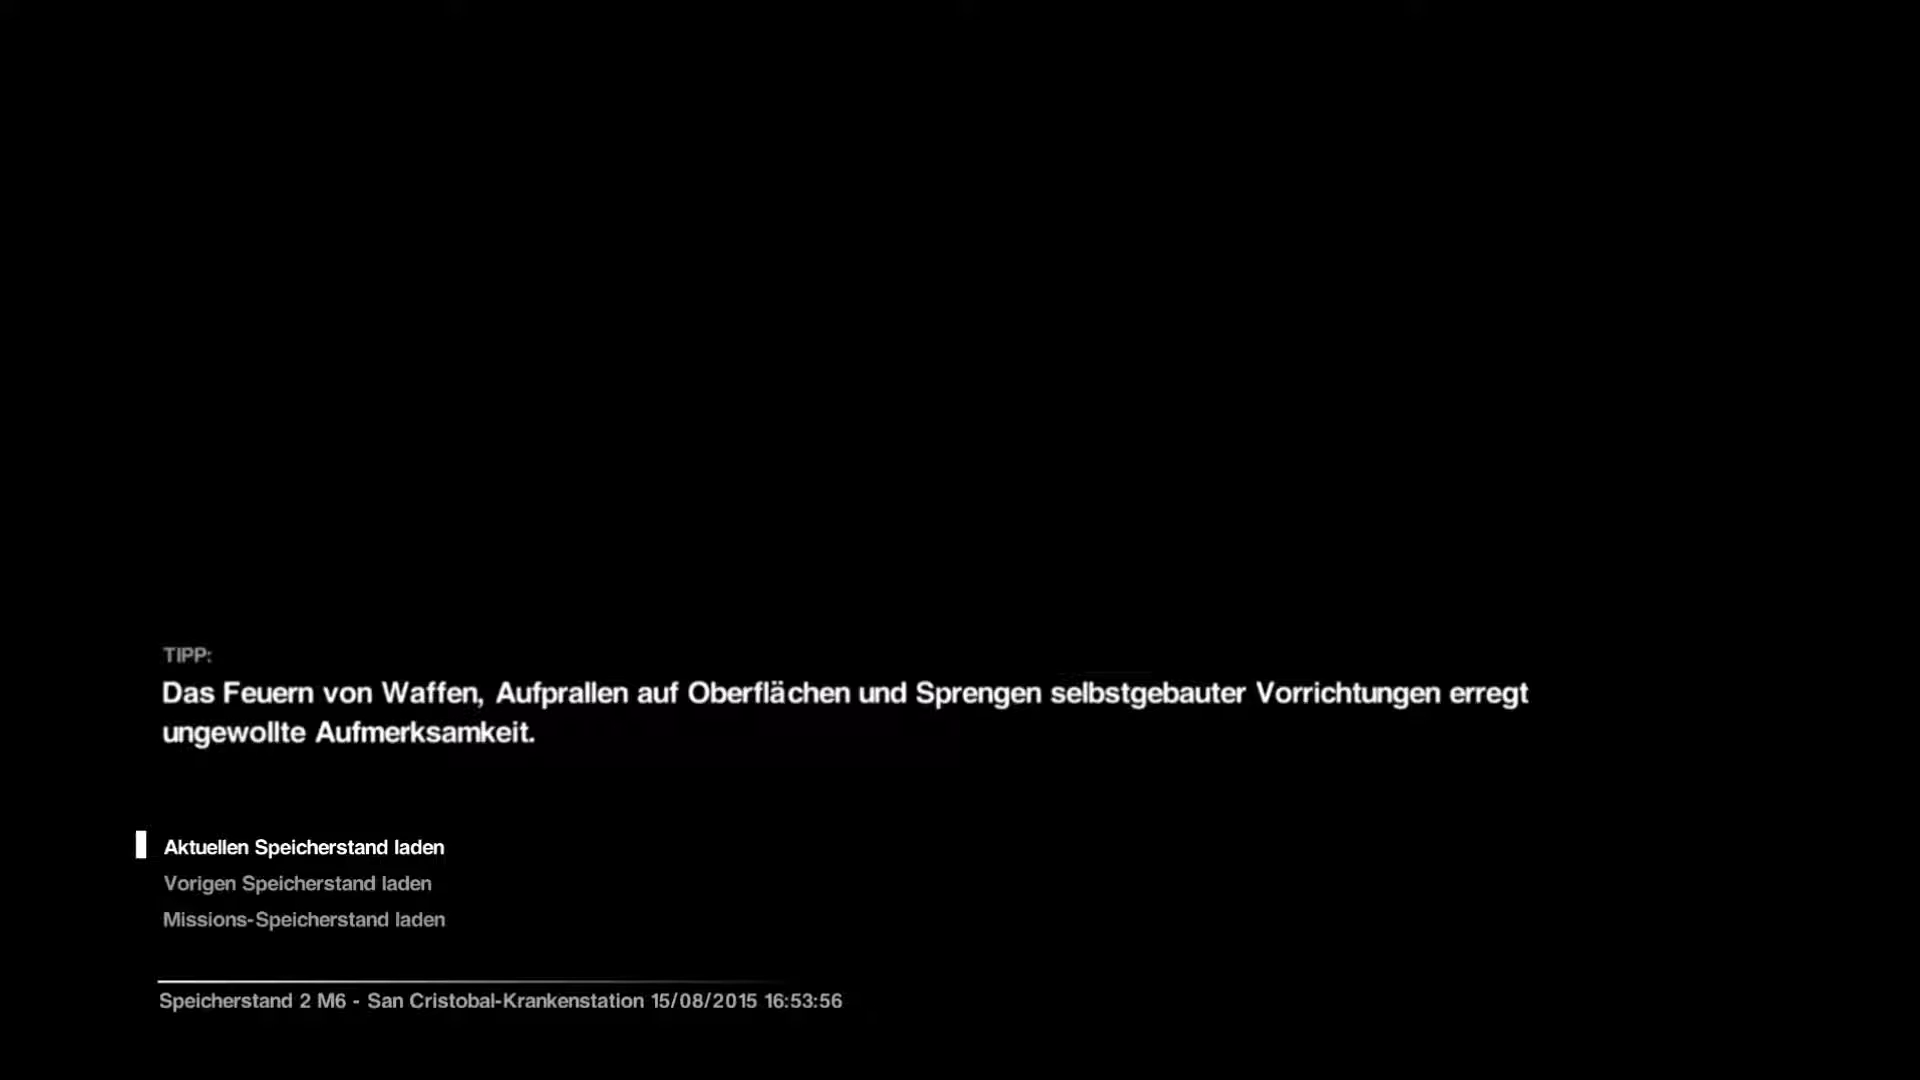 TIPP:
Das Feuern von Waffen, Aufprallen auf Oberflächen und Sprengen selbstgebauter Vorrichtungen erregt
ungewollte Aufmerksamkeit.
Aktuellen Speicherstand laden
Vorigen Speicherstand laden
Missions-Speicherstand laden
Speicherstand 2 M6 - San Cristobal-Krankenstation 15/08/2015 16:53:56